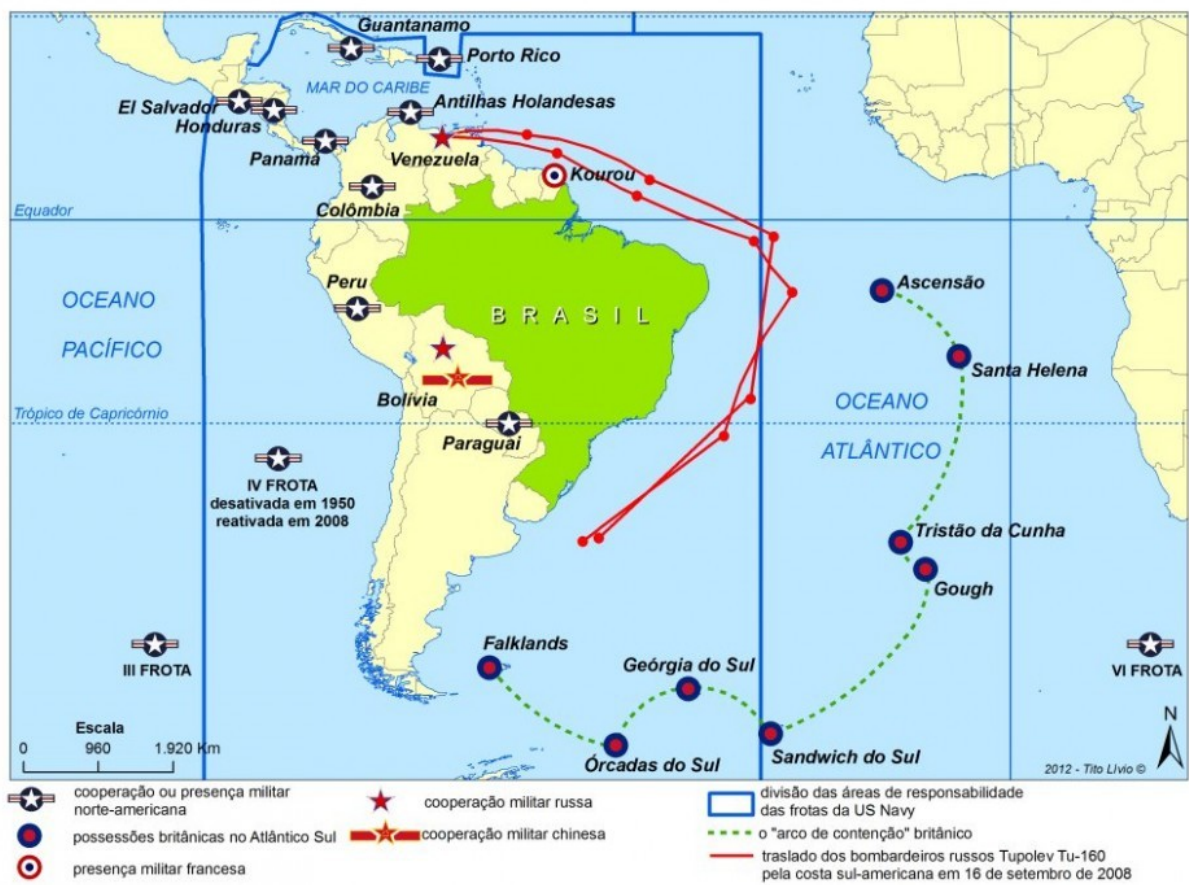 Guantanamo
Porto Rico
MAR DO CARIBE
El Salvador
Honduras
Antilhas Holandesas
Panamá
Venezuela
Kourou
Colômbia
Equador
Peru
OCEANO
PACÍFICO
BRASIL
Ascensão
Santa Helena
Bolívia
Trópico de Capricórnio
Paraguai
OCEANO
ATLÂNTICO
IV FROTA
desativada em 1950
reativada em 2008
Tristão da Cunha
Gough
III FROTA
Falklands
Geórgia do Sul
VI FROTA
Órcadas do Sul
Sandwich do Sul
N
Escala
0 960 1.920 Km
2012 - Tito Lívio ©
cooperação ou presença militar
norte-americana
possessões britânicas no Atlântico Sul
presença militar francesa
cooperação militar russa
cooperação militar chinesa
divisão das áreas de responsabilidade
das frotas da US Navy
o "arco de contenção" britânico
traslado dos bombardeiros russos Tupolev Tu-160
pela costa sul-americana em 16 de setembro de 2008